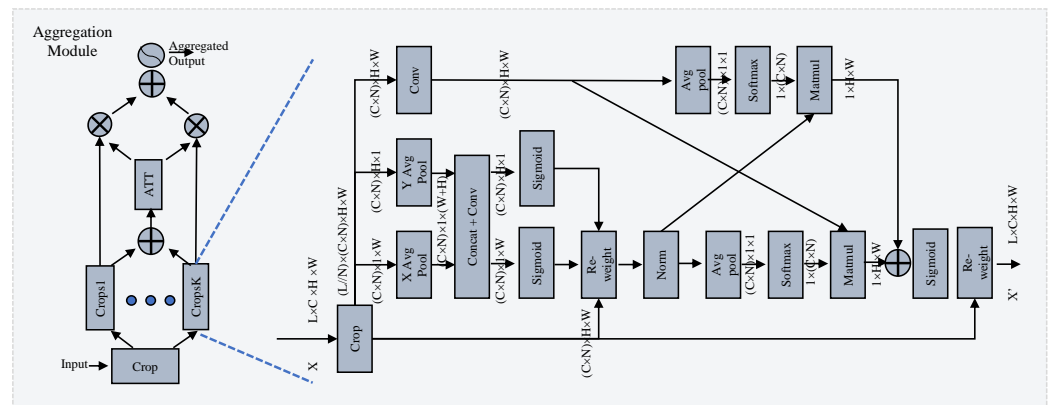 Aggregation
Module
Aggregated
Output
ATT
Crops1
CropsK
Input
Crop
X
L×C ×H ×W
Crop
(L//N)×(C×N)×H×W
Conv
(C×N)×H×W
Avg
pool
(C×N)×1×1
Softmax
1×(C×N)
Matmul
1×H×W
(C×N)×H×1
Y Avg
Pool
(C×N)×1×W
X Avg
Pool
(C×N)×1×(W+H)
Concat + Conv
(C×N)×H×1
Sigmoid
(C×N)×1×W
Sigmoid
Re-
weight
(C×N)×H×W
Norm
Avg
pool
(C×N)×1×1
Softmax
1×(C×N)
Matmul
1×H×W
Sigmoid
Re-
weight
L×C×H×W
X'